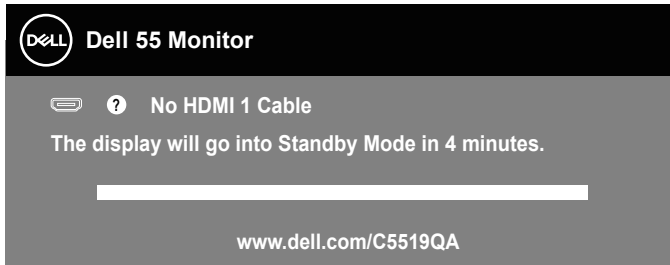 DELL Dell 55 Monitor
? No HDMI 1 Cable
The display will go into Standby Mode in 4 minutes.
www.dell.com/C5519QA